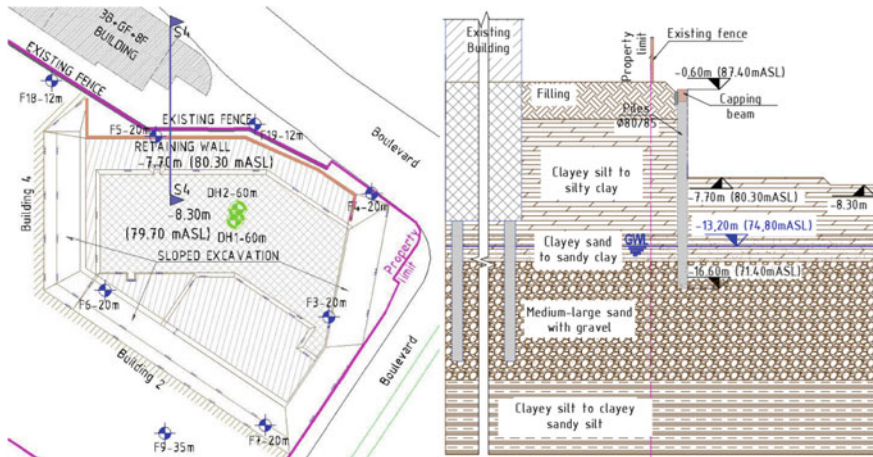 3B+GF+8F
BUILDING
S4
EXISTING FENCE
F18-12m
EXISTING FENCE
F5-20m
F19-12m
RETAINING WALL
-7.70m (80.30 mASL)
Boulevard
Building 4
S4
DH2-60m
F4-20m
-8.30m
(79.70 mASL)
DH1-60m
SLOPED EXCAVATION
Property
limit
F6-20m
F3-20m
Building 2
Boulevard
F9-35m
F7-20m
Existing
Building
Property
limit
Existing fence
-0,60m (87.40mASL)
Filling
Piles
Ø80/85
Capping
beam
Clayey silt to
silty clay
-7.70m (80.30mASL)
-8.30m
-13,20m (74,80mASL)
GWL
Clayey sand
to sandy clay
-16.60m (71.40mASL)
Medium-large sand
with gravel
Clayey silt to clayey
sandy silt